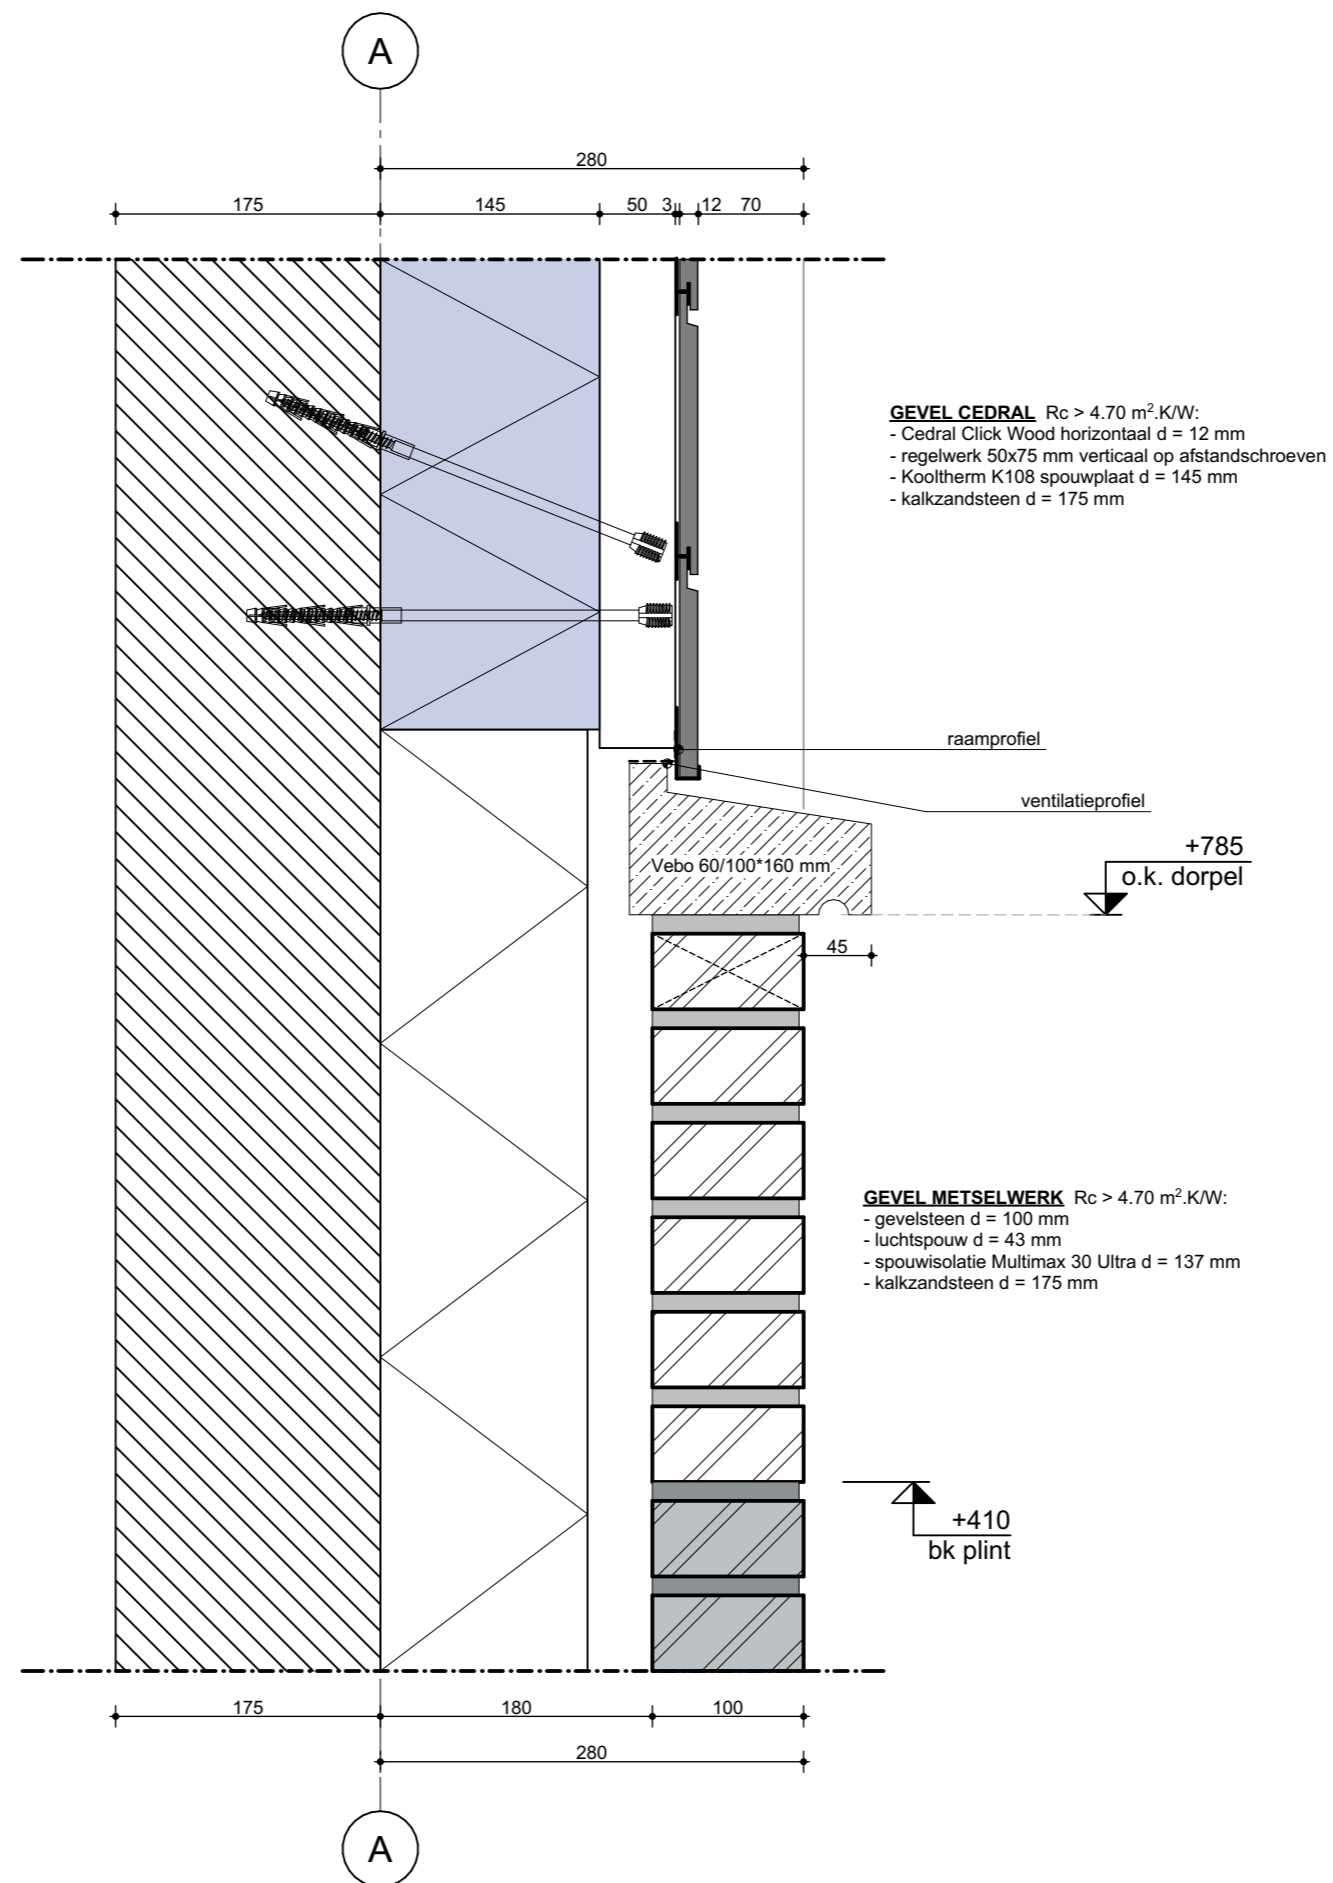 A
280
175 145 50 3 12 70
GEVEL CEDRAL Rc > 4.70 m².K/W:
- Cedral Click Wood horizontaal d = 12 mm
- regelwerk 50x75 mm verticaal op afstandschroeven
- Kooltherm K108 spouwplaat d = 145 mm
- kalkzandsteen d = 175 mm
raamprofiel
ventilatieprofiel
+785
o.k. dorpel
Vebo 60/100*160 mm
45
GEVEL METSELWERK Rc > 4.70 m².K/W:
- gevelsteen d = 100 mm
- luchtspouw d = 43 mm
- spouwisolatie Multimax 30 Ultra d = 137 mm
- kalkzandsteen d = 175 mm
+410
bk plint
175 180 100
280
A